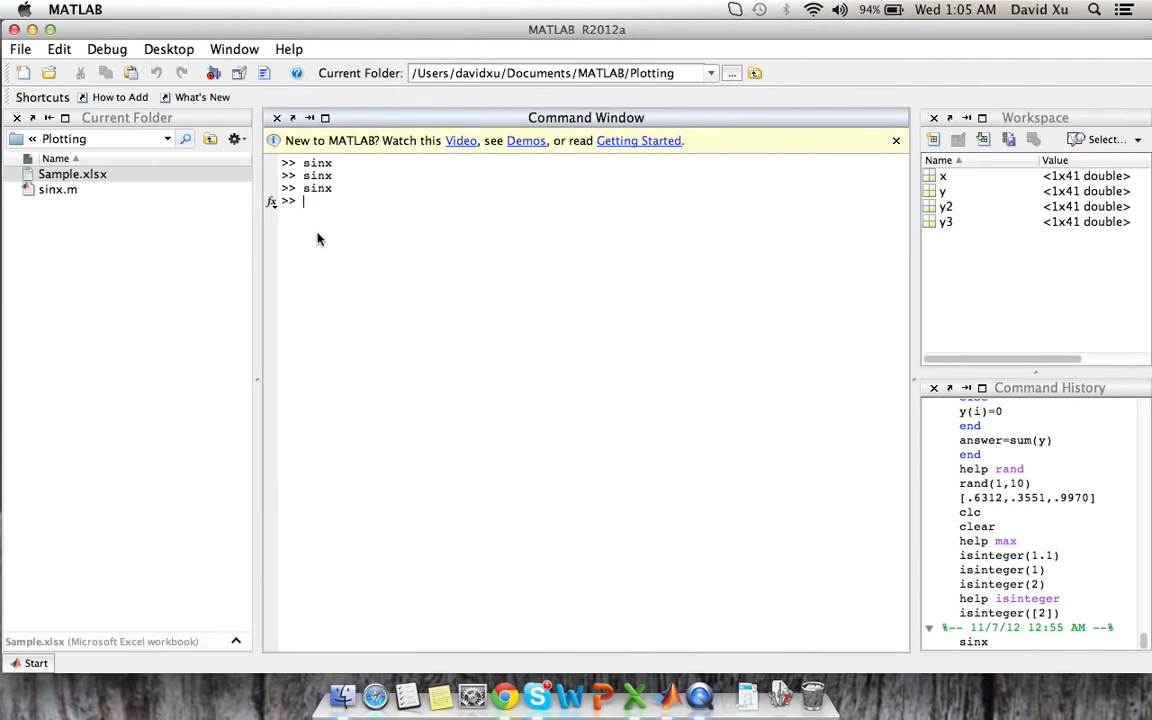 MATLAB
94% Wed 1:05 AM David Xu
MATLAB R2012a
File Edit Debug Desktop Window Help
Current Folder: /Users/davidxu/Documents/MATLAB/Plotting ...
Shortcuts How to Add What's New
Current Folder
« Plotting
Name
Sample.xlsx
sinx.m
Sample.xlsx (Microsoft Excel workbook)
Start
Command Window
New to MATLAB? Watch this Video, see Demos, or read Getting Started.
>> sinx
>> sinx
>> sinx
fx >>
Workspace
Select...
Name Value
x <1x41 double>
y <1x41 double>
y2 <1x41 double>
y3 <1x41 double>
Command History
else
y(i)=0
end
answer=sum(y)
end
help rand
rand(1,10)
[.6312,.3551,.9970]
clc
clear
help max
isinteger(1.1)
isinteger(1)
isinteger(2)
help isinteger
isinteger([2])
%-- 11/7/12 12:55 AM --%
sinx